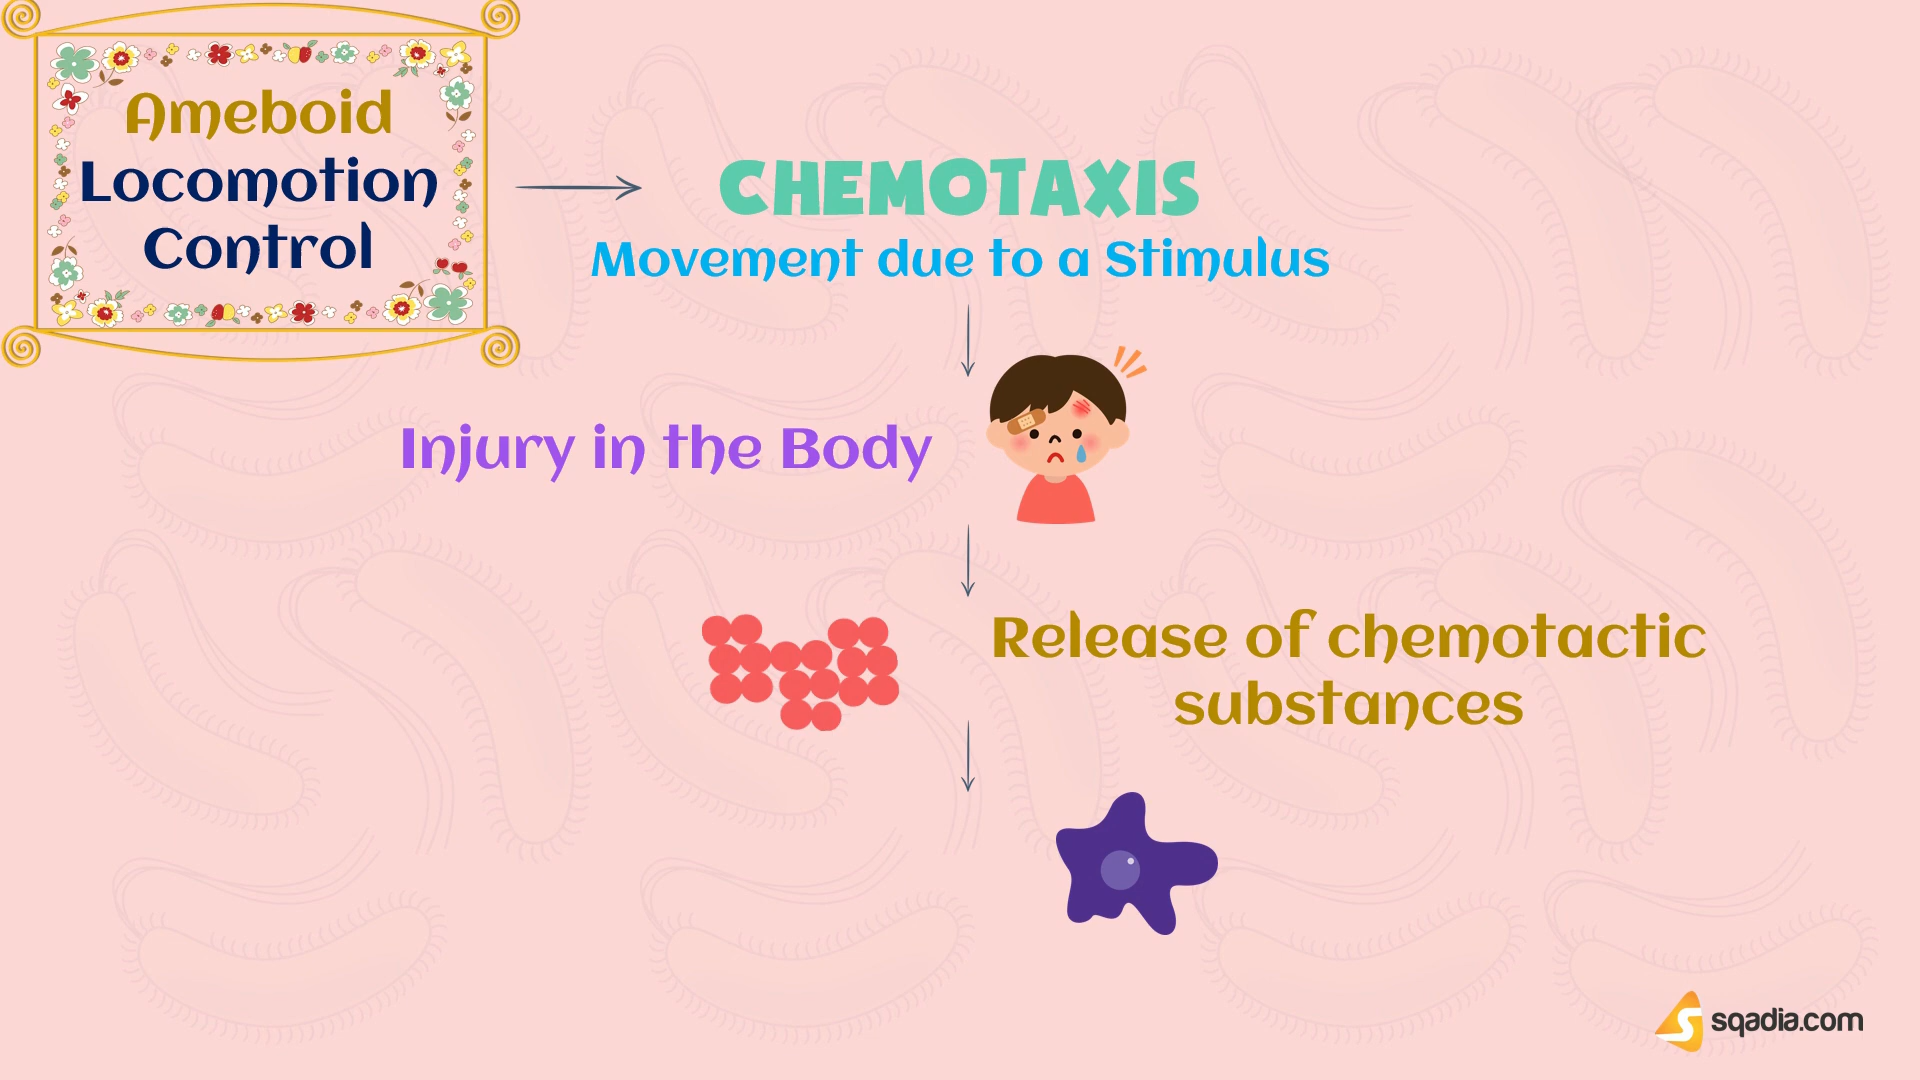 Ameboid
Locomotion
Control
CHEMOTAXIS
Movement due to a Stimulus
Injury in the Body
Release of chemotactic
substances
sqadia.com